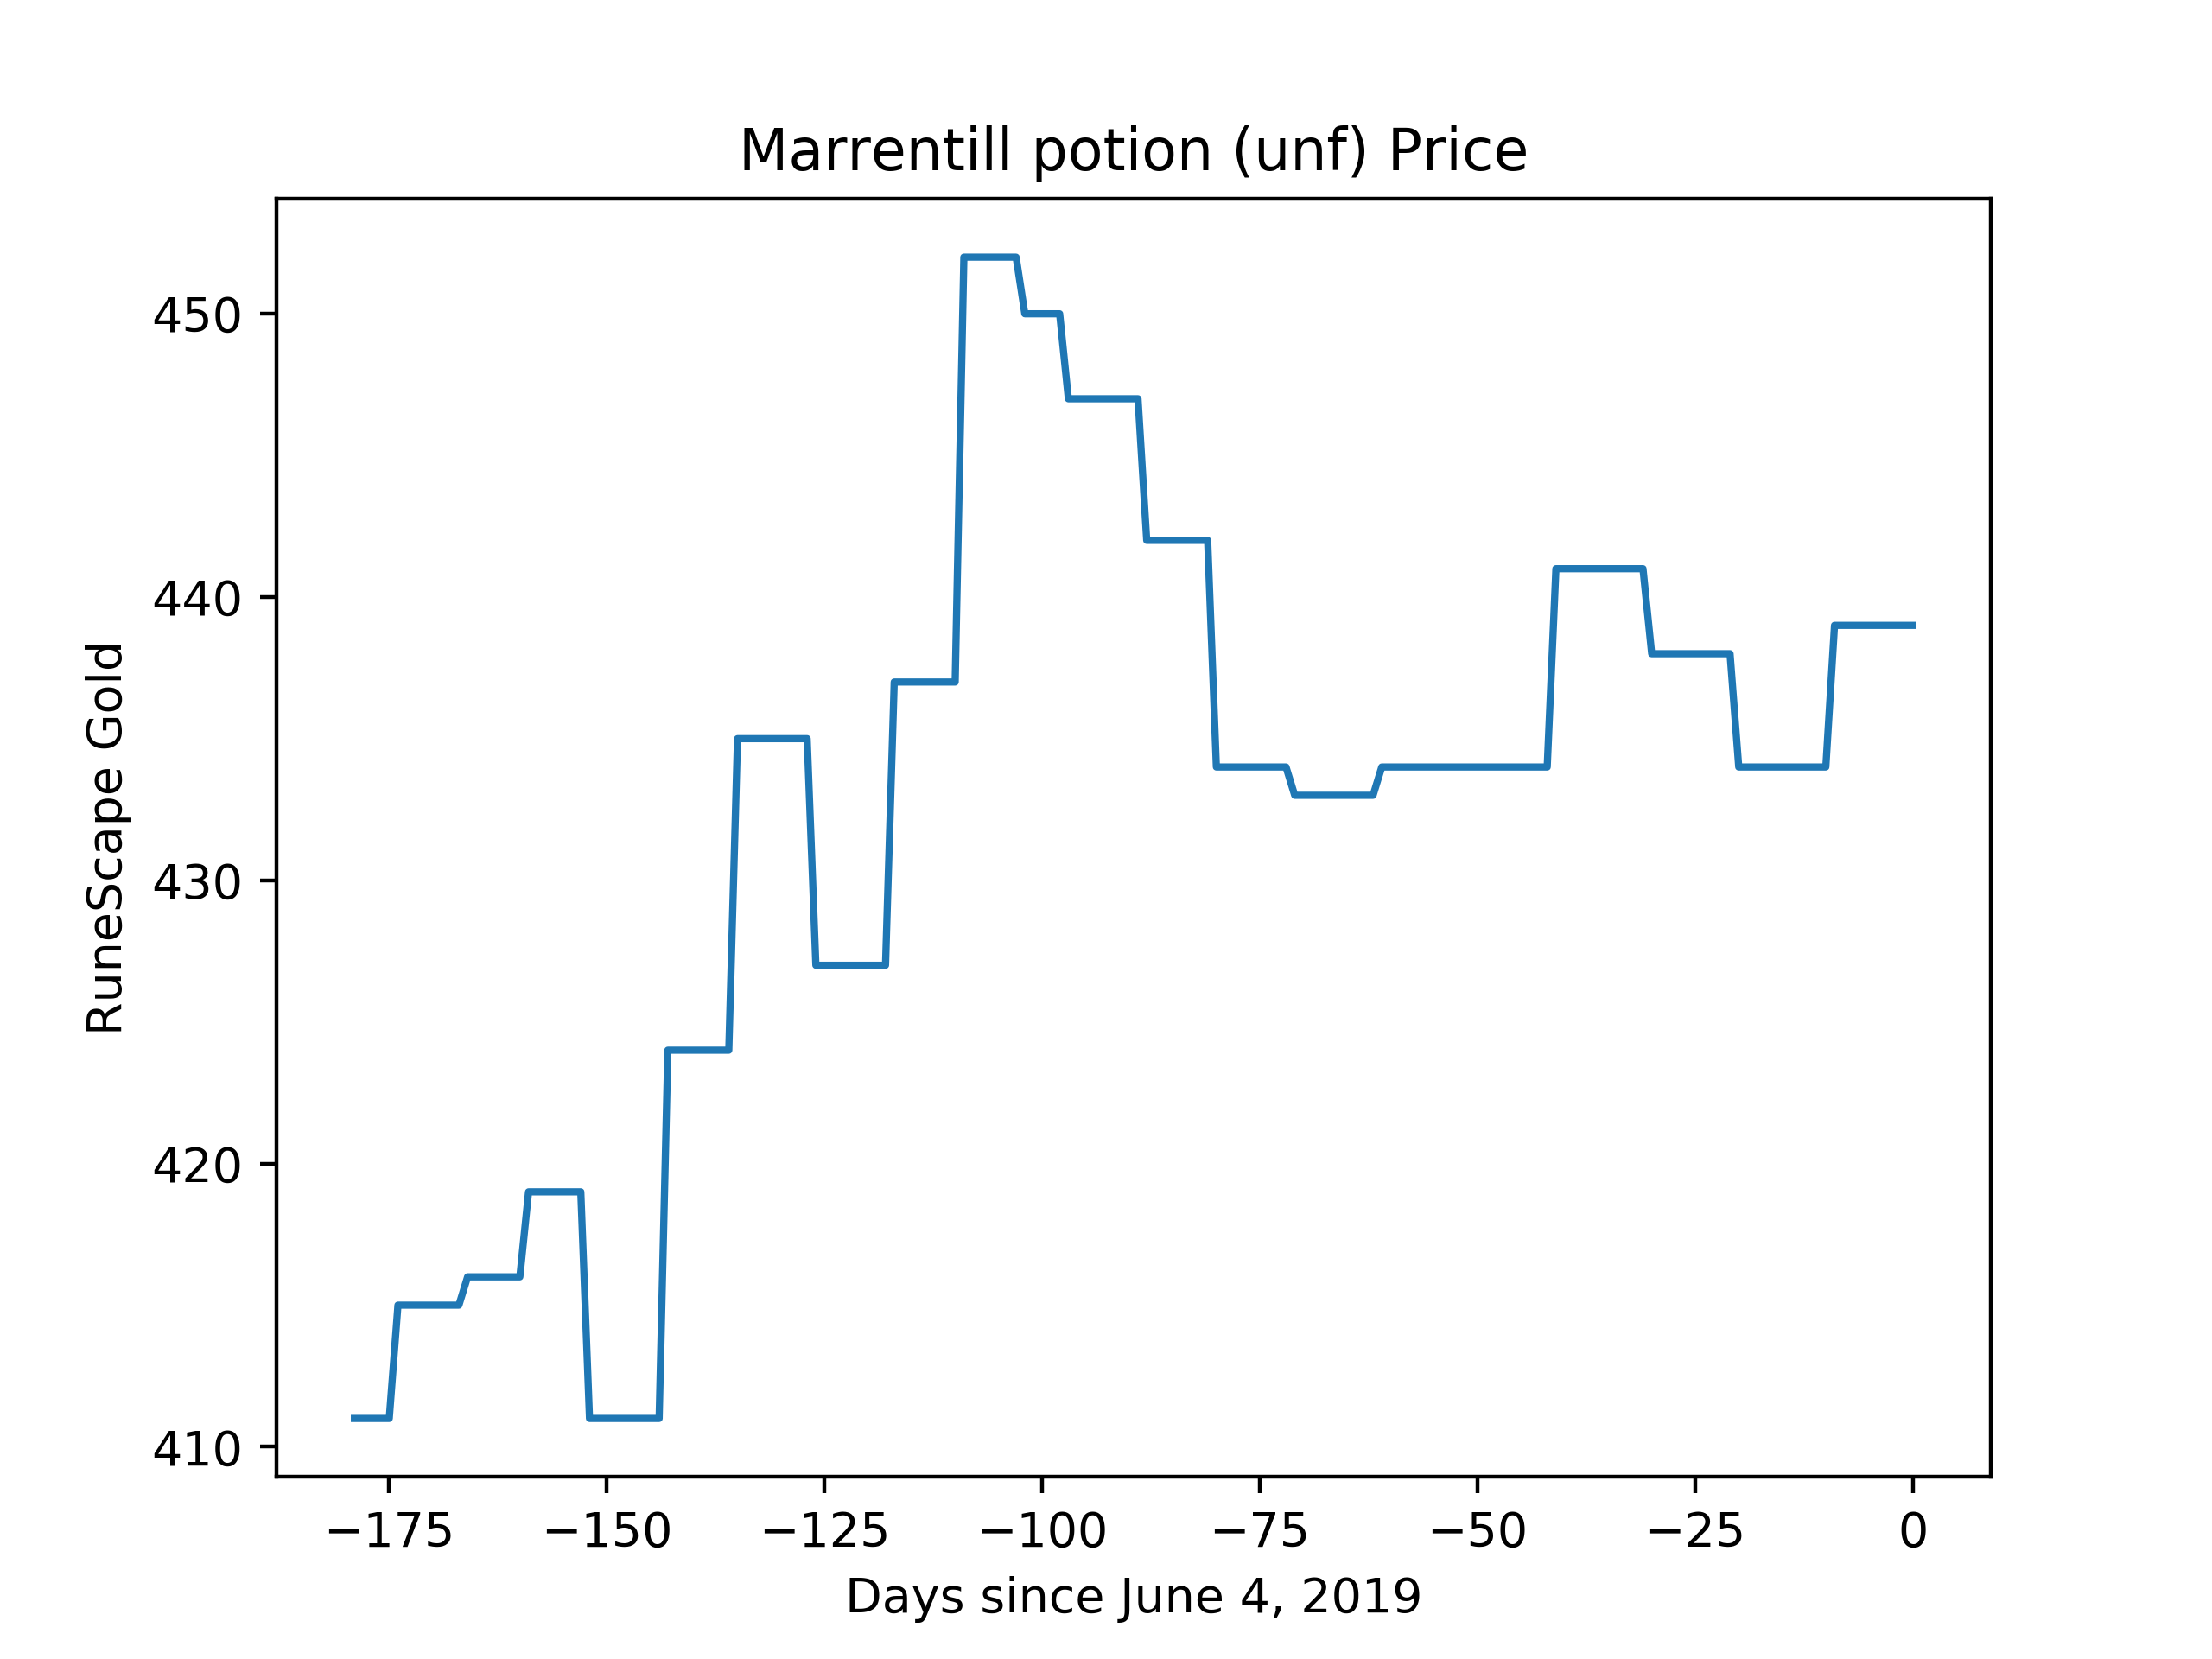 Marrentill potion (unf) Price
RuneScape Gold
450
440
430
420
410
−175 −150 −125 −100 −75 −50 −25 0
Days since June 4, 2019